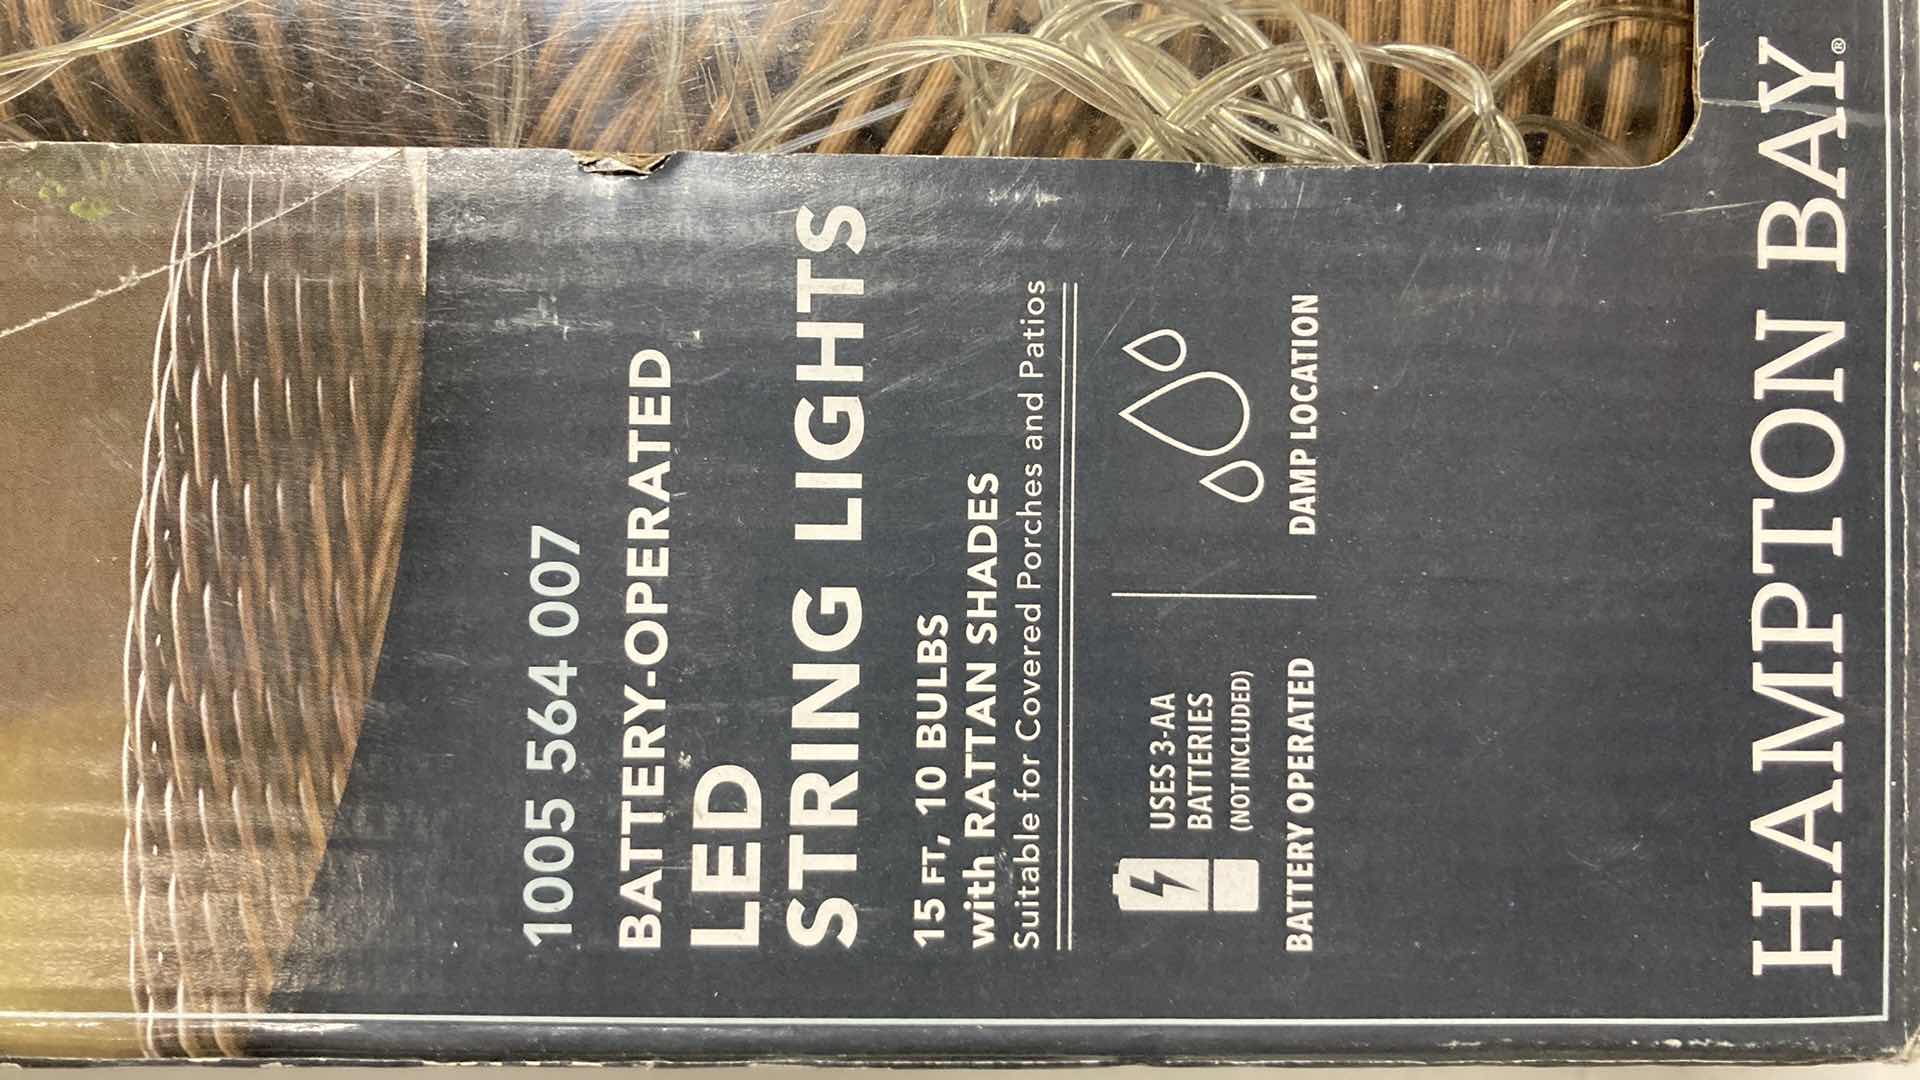 1005 564 007
BATTERY-OPERATED
LED
STRING LIGHTS
15 FT, 10 BULBS
with RATTAN SHADES
Suitable for Covered Porches and Patios
USES 3-AA
BATTERIES
(NOT INCLUDED)
BATTERY OPERATED
DAMP LOCATION
HAMPTON BAY®